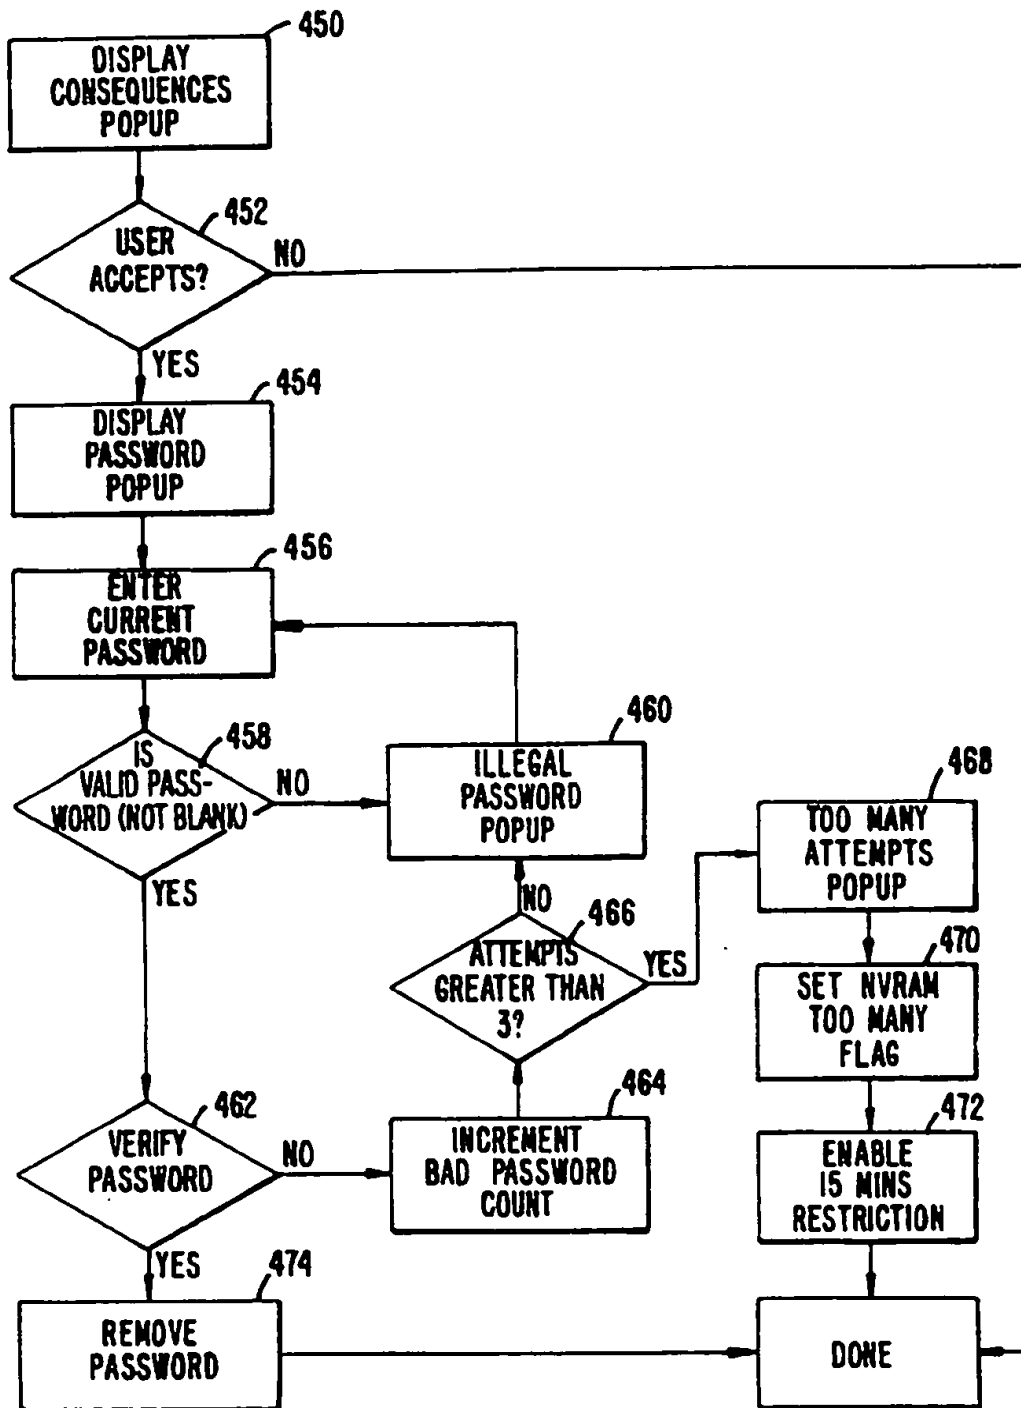 450
DISPLAY
CONSEQUENCES
POPUP
452
USER
ACCEPTS?
NO
YES
454
DISPLAY
PASSWORD
POPUP
456
ENTER
CURRENT
PASSWORD
458
IS
VALID PASS-
WORD (NOT BLANK)
NO
YES
460
ILLEGAL
PASSWORD
POPUP
NO
466
ATTEMPTS
GREATER THAN
3?
YES
468
TOO MANY
ATTEMPTS
POPUP
470
SET NVRAM
TOO MANY
FLAG
472
ENABLE
15 MINS
RESTRICTION
462
VERIFY
PASSWORD
NO
YES
464
INCREMENT
BAD PASSWORD
COUNT
474
REMOVE
PASSWORD
DONE